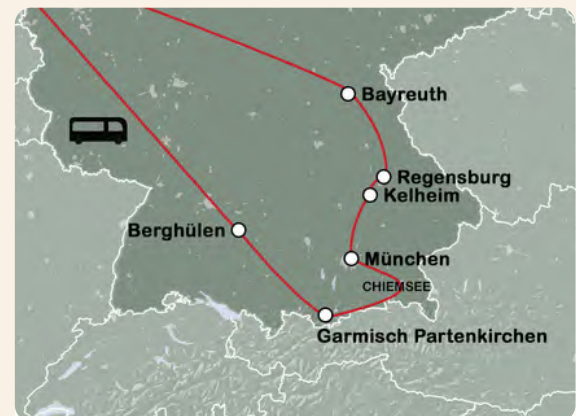 Bayreuth
Regensburg
Kelheim
Berghülen
München
CHIEMSEE
Garmisch Partenkirchen